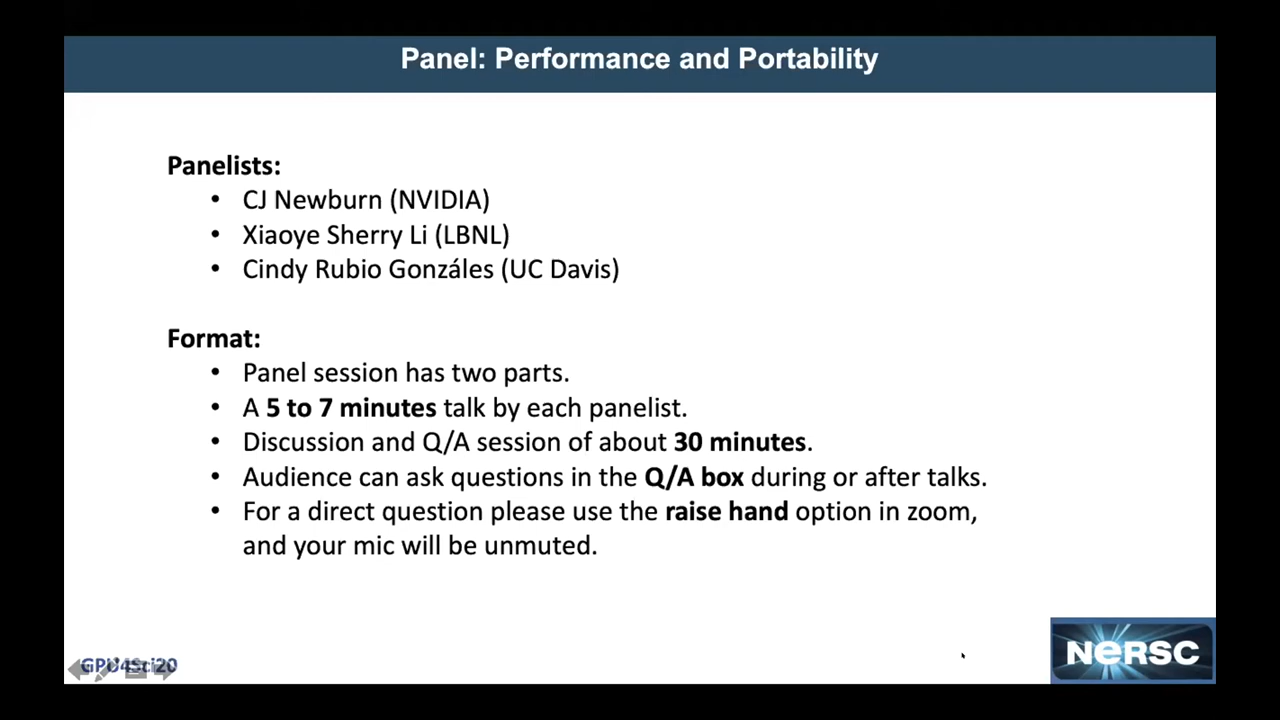 Panel: Performance and Portability
Panelists:
• CJ Newburn (NVIDIA)
• Xiaoye Sherry Li (LBNL)
• Cindy Rubio Gonzáles (UC Davis)
Format:
• Panel session has two parts.
• A 5 to 7 minutes talk by each panelist.
• Discussion and Q/A session of about 30 minutes.
• Audience can ask questions in the Q/A box during or after talks.
• For a direct question please use the raise hand option in zoom,
and your mic will be unmuted.
GPU4Sci20
NERSC